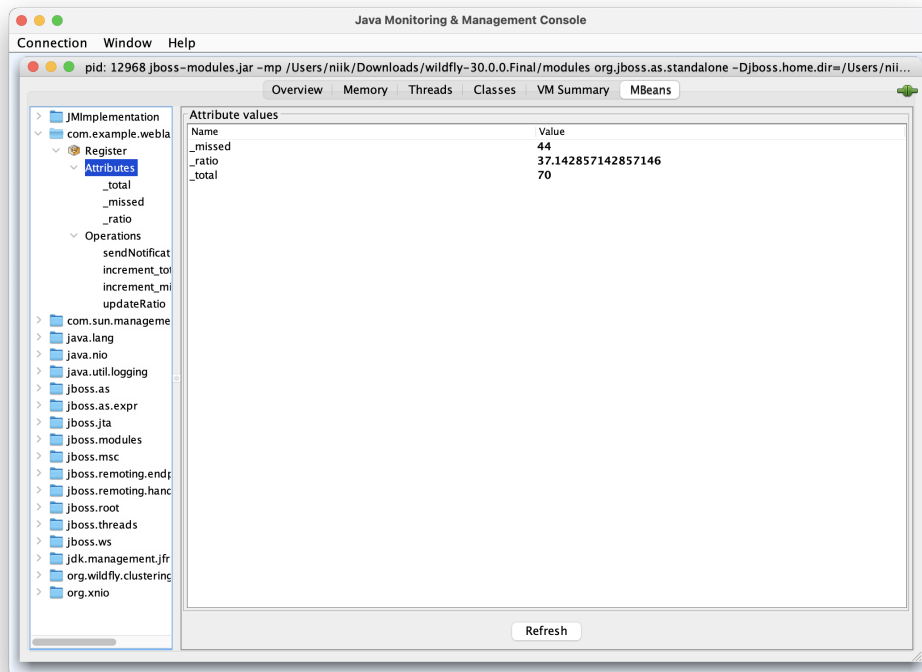 Java Monitoring & Management Console
Connection Window Help
pid: 12968 jboss-modules.jar -mp /Users/niik/Downloads/wildfly-30.0.0.Final/modules org.jboss.as.standalone -Djboss.home.dir=/Users/nii...
Overview Memory Threads Classes VM Summary MBeans
JMImplementation
com.example.webla
Register
Attributes
_total
_missed
_ratio
Operations
sendNotificat
increment_tot
increment_mi
updateRatio
com.sun.manageme
java.lang
java.nio
java.util.logging
jboss.as
jboss.as.expr
jboss.jta
jboss.modules
jboss.msc
jboss.remoting.endp
jboss.remoting.hand
jboss.root
jboss.threads
jboss.ws
jdk.management.jfr
org.wildfly.clustering
org.xnio
Attribute values
Name Value
_missed 44
_ratio 37.142857142857146
_total 70
Refresh